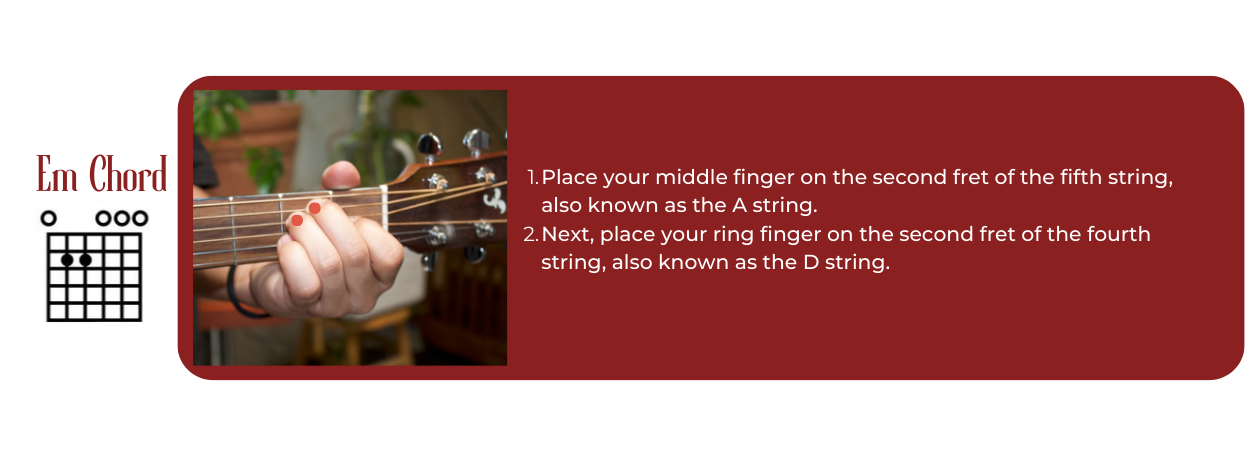 Em Chord
1. Place your middle finger on the second fret of the fifth string,
also known as the A string.
2. Next, place your ring finger on the second fret of the fourth
string, also known as the D string.